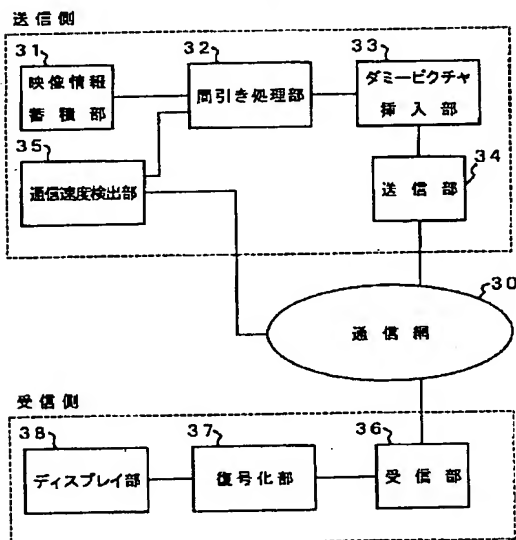 送信側
31
映像情報
蓄積部
32
間引き処理部
33
ダミーピクチャ
挿入部
35
通信速度検出部
34
送信部
30
通信網
受信側
38
ディスプレイ部
37
復号化部
36
受信部